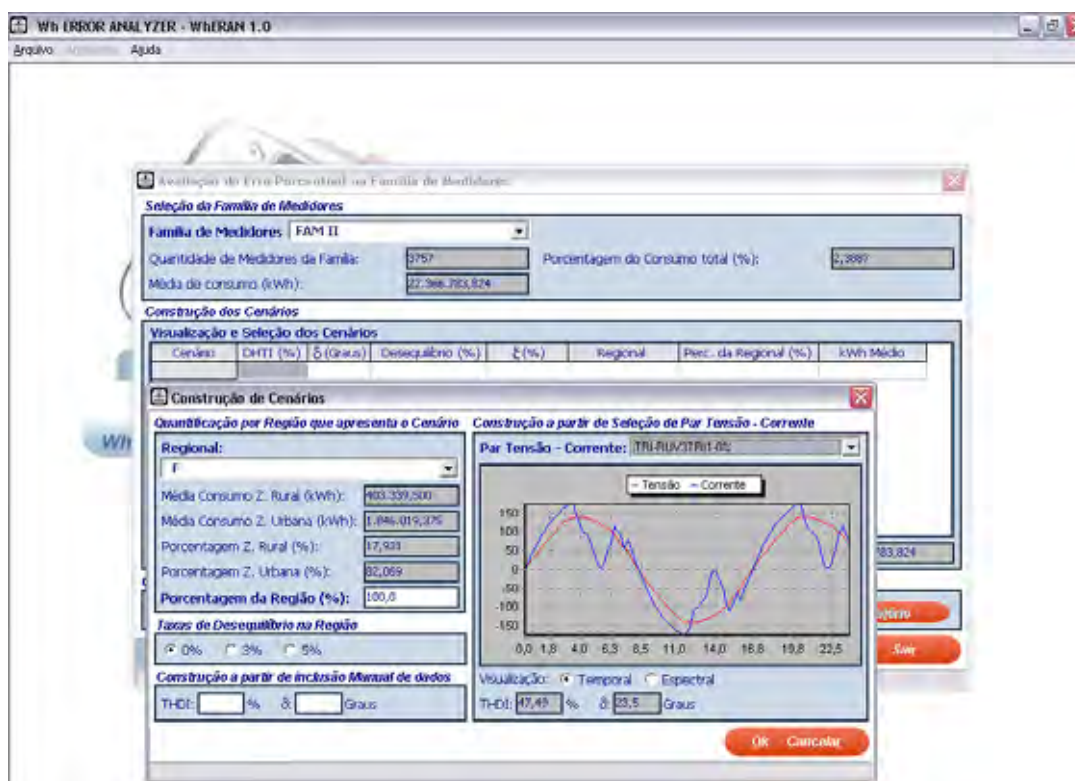 Wh ERROR ANALYZER - WhERAN 1.0
Arquivo Ajuda
Avaliação do Erro Porcentual na Família de Medidores
Seleção da Família de Medidores
Família de Medidores FAM II
Quantidade de Medidores da Família: 3757 Porcentagem do Consumo total (%): 2,3887
Média de consumo (kWh): 22.366.783,824
Construção dos Cenários
Visualização e Seleção dos Cenários
Cenário DHTI (%) δ (Graus) Desequilíbrio (%) ξ (%) Regional Perc. da Regional (%) kWh Médio
Construção de Cenários
Quantificação por Região que apresenta o Cenário
Regional:
F
Média Consumo Z. Rural (kWh): 403.339,500
Média Consumo Z. Urbana (kWh): 1.846.019,375
Porcentagem Z. Rural (%): 17,931
Porcentagem Z. Urbana (%): 82,069
Porcentagem da Região (%): 100,0
Taxas de Desequilíbrio na Região
0% 3% 5%
Construção a partir de inclusão Manual de dados
THDI: % δ: Graus
Construção a partir de Seleção de Par Tensão - Corrente
Par Tensão - Corrente: TRI-RUV3TRI1-0%
Tensão Corrente
150
100
50
0
-50
-100
-150
0,0 1,8 4,0 6,3 8,5 11,0 14,0 16,8 19,8 22,5
Visualização: Temporal Espectral
THDI: 47,49 % δ: 23,5 Graus
Ok Cancelar
783,824
Sair
Wh